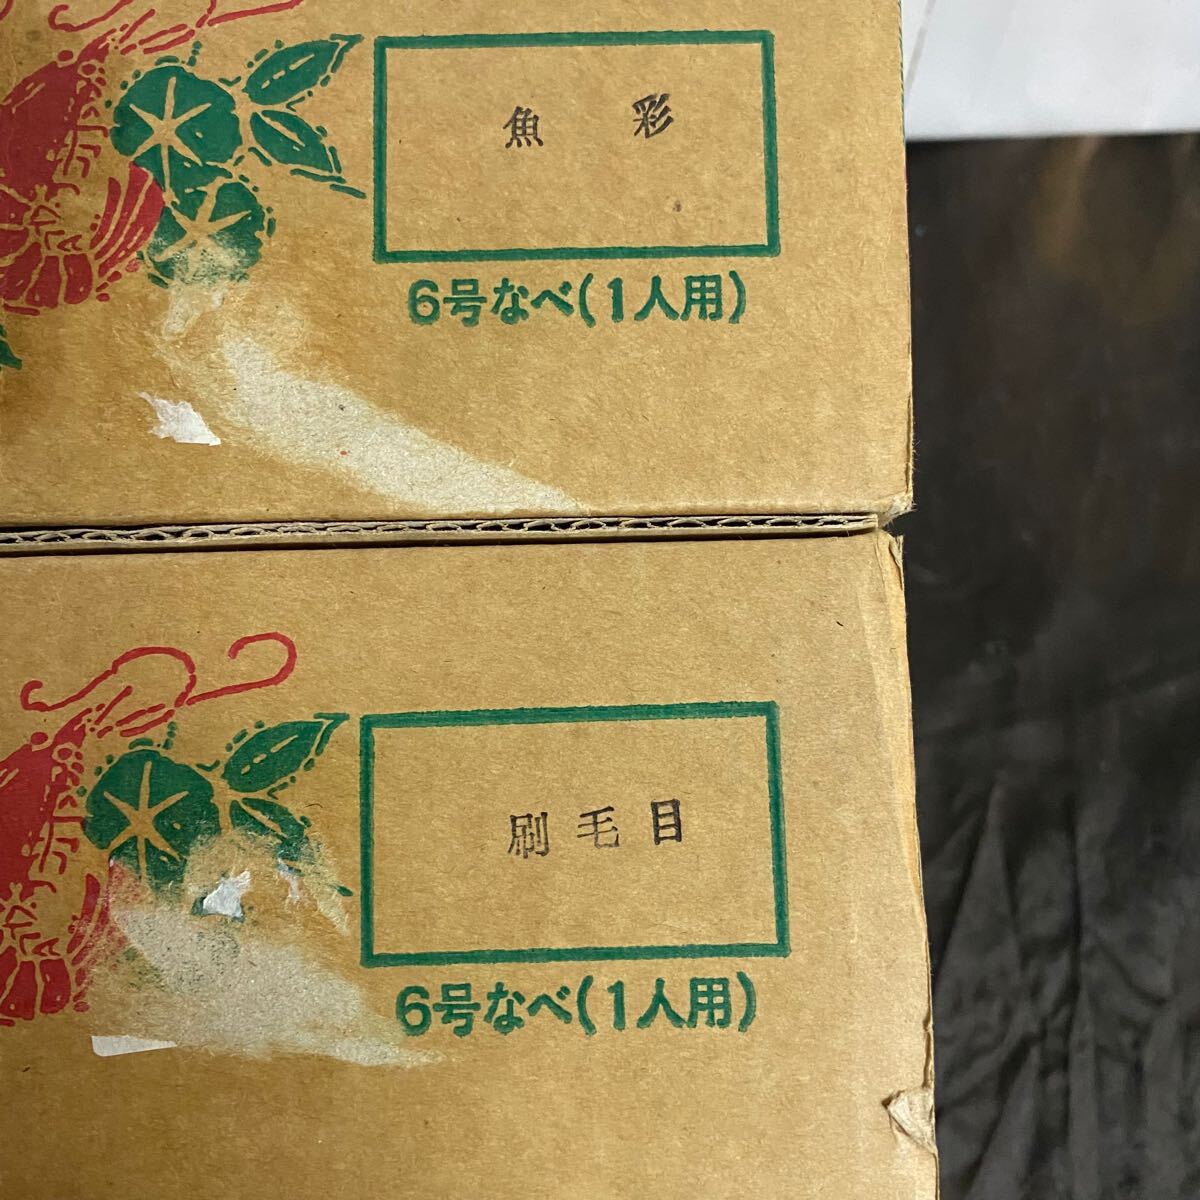 魚 彩
6号なべ(1人用)
刷毛目
6号なべ(1人用)